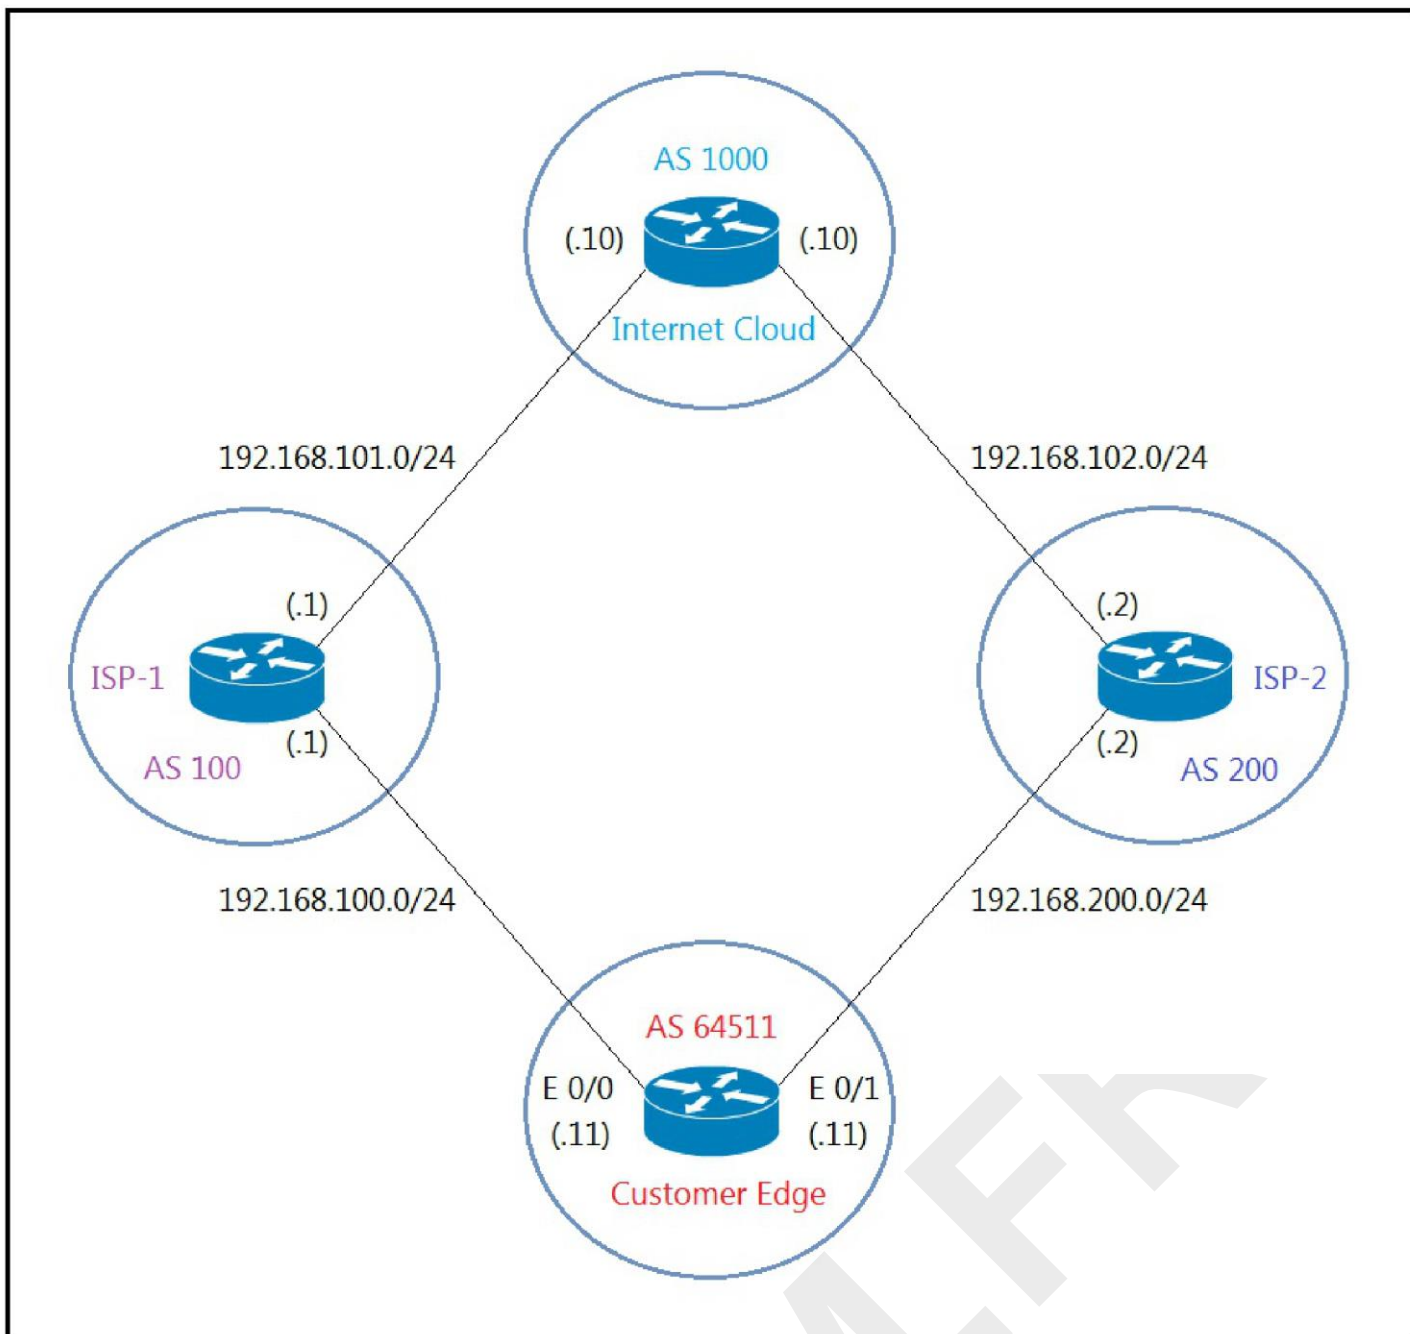 AS 1000
(.10) (.10)
Internet Cloud
192.168.101.0/24 192.168.102.0/24
(.1) (.2)
ISP-1 ISP-2
(.1) (.2)
AS 100 AS 200
192.168.100.0/24 192.168.200.0/24
AS 64511
E 0/0 E 0/1
(.11) (.11)
Customer Edge